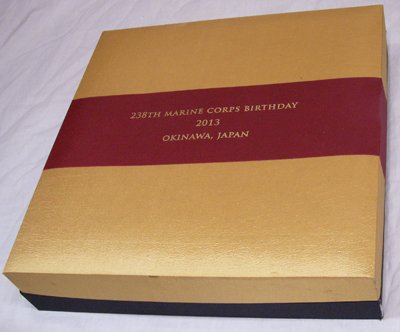 238TH MARINE CORPS BIRTHDAY
2013
OKINAWA, JAPAN